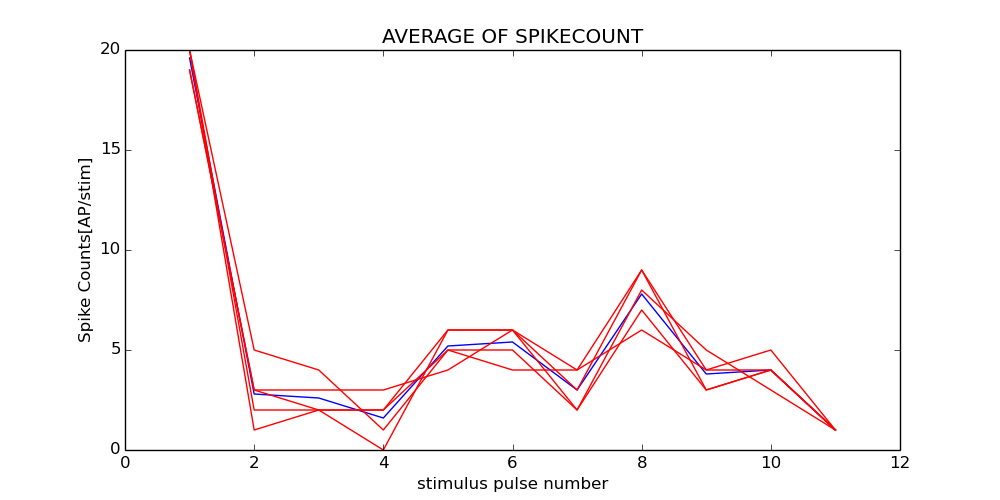 AVERAGE OF SPIKECOUNT
20
15
10
5
0
Spike Counts[AP/stim]
0 2 4 6 8 10 12
stimulus pulse number